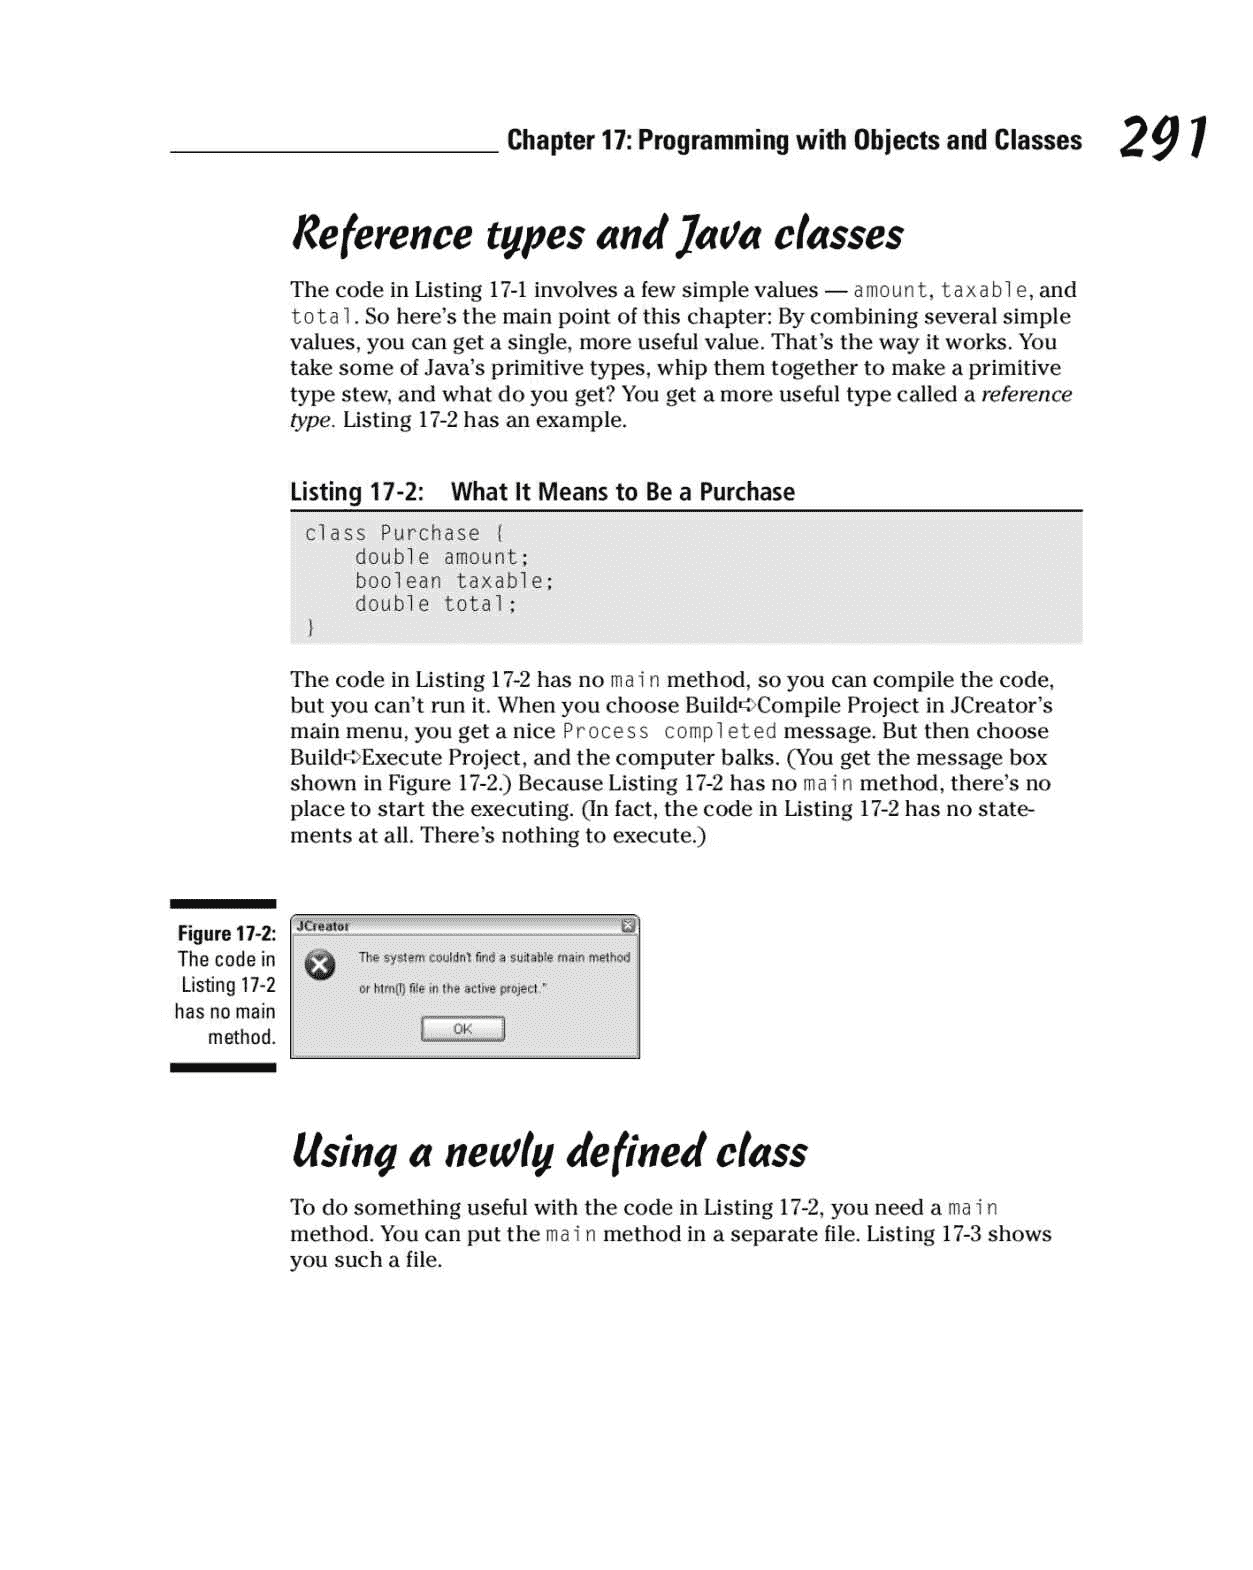 Chapter 17: Programming with Objects and Classes 291
Reference types and Java classes
The code in Listing 17-1 involves a few simple values — amount, taxable, and
total. So here's the main point of this chapter: By combining several simple
values, you can get a single, more useful value. That's the way it works. You
take some of Java's primitive types, whip them together to make a primitive
type stew, and what do you get? You get a more useful type called a reference
type. Listing 17-2 has an example.
Listing 17-2: What It Means to Be a Purchase
class Purchase {
    double amount;
    boolean taxable;
    double total;
}
The code in Listing 17-2 has no main method, so you can compile the code,
but you can't run it. When you choose Build➪Compile Project in JCreator's
main menu, you get a nice Process completed message. But then choose
Build➪Execute Project, and the computer balks. (You get the message box
shown in Figure 17-2.) Because Listing 17-2 has no main method, there's no
place to start the executing. (In fact, the code in Listing 17-2 has no state-
ments at all. There's nothing to execute.)
Figure 17-2:
The code in
Listing 17-2
has no main
method.
JCreator
The system couldn't find a suitable main method
or htm(l) file in the active project."
OK
Using a newly defined class
To do something useful with the code in Listing 17-2, you need a main
method. You can put the main method in a separate file. Listing 17-3 shows
you such a file.